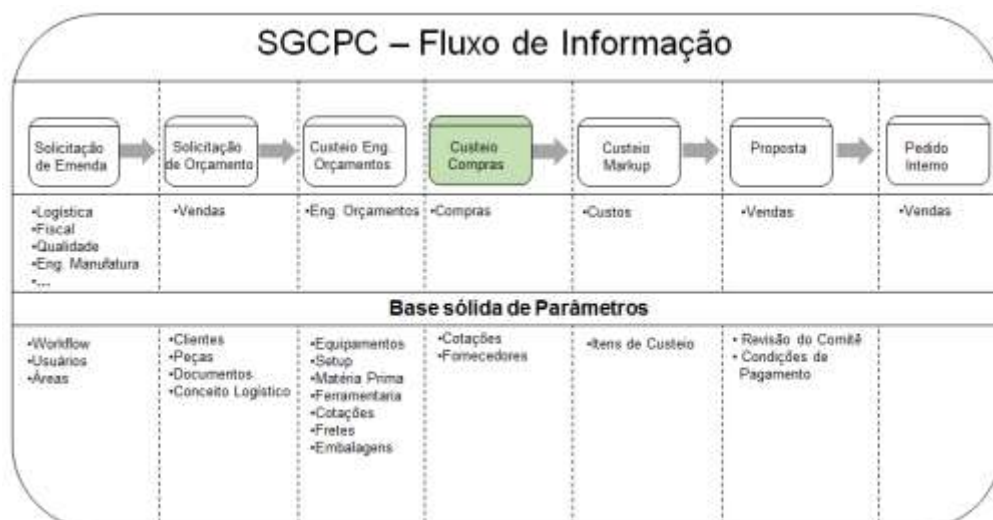 SGCPC – Fluxo de Informação
Solicitação
de Emenda
Solicitação
de Orçamento
Custeio Eng.
Orçamentos
Custeio
Compras
Custeio
Markup
Proposta
Pedido
Interno
•Logística
•Fiscal
•Qualidade
•Eng. Manufatura
•...
•Vendas
•Eng. Orçamentos
•Compras
•Custos
•Vendas
•Vendas
Base sólida de Parâmetros
•Workflow
•Usuários
•Áreas
•Clientes
•Peças
•Documentos
•Conceito Logístico
•Equipamentos
•Setup
•Matéria Prima
•Ferramentaria
•Cotações
•Fretes
•Embalagens
•Cotações
•Fornecedores
•Itens de Custeio
• Revisão do Comitê
• Condições de
Pagamento